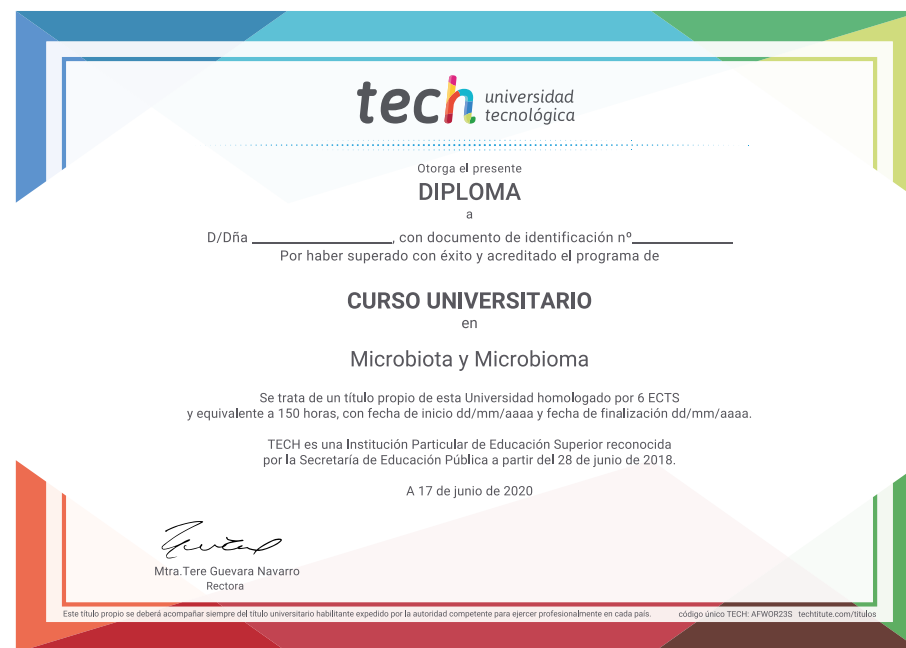 tech universidad
tecnológica
Otorga el presente
DIPLOMA
a
D/Dña ____________________, con documento de identificación nº______________
Por haber superado con éxito y acreditado el programa de
CURSO UNIVERSITARIO
en
Microbiota y Microbioma
Se trata de un título propio de esta Universidad homologado por 6 ECTS
y equivalente a 150 horas, con fecha de inicio dd/mm/aaaa y fecha de finalización dd/mm/aaaa.
TECH es una Institución Particular de Educación Superior reconocida
por la Secretaría de Educación Pública a partir del 28 de junio de 2018.
A 17 de junio de 2020
Mtra.Tere Guevara Navarro
Rectora
Este título propio se deberá acompañar siempre del título universitario habilitante expedido por la autoridad competente para ejercer profesionalmente en cada país. código único TECH: AFWOR23S techtitute.com/titulos